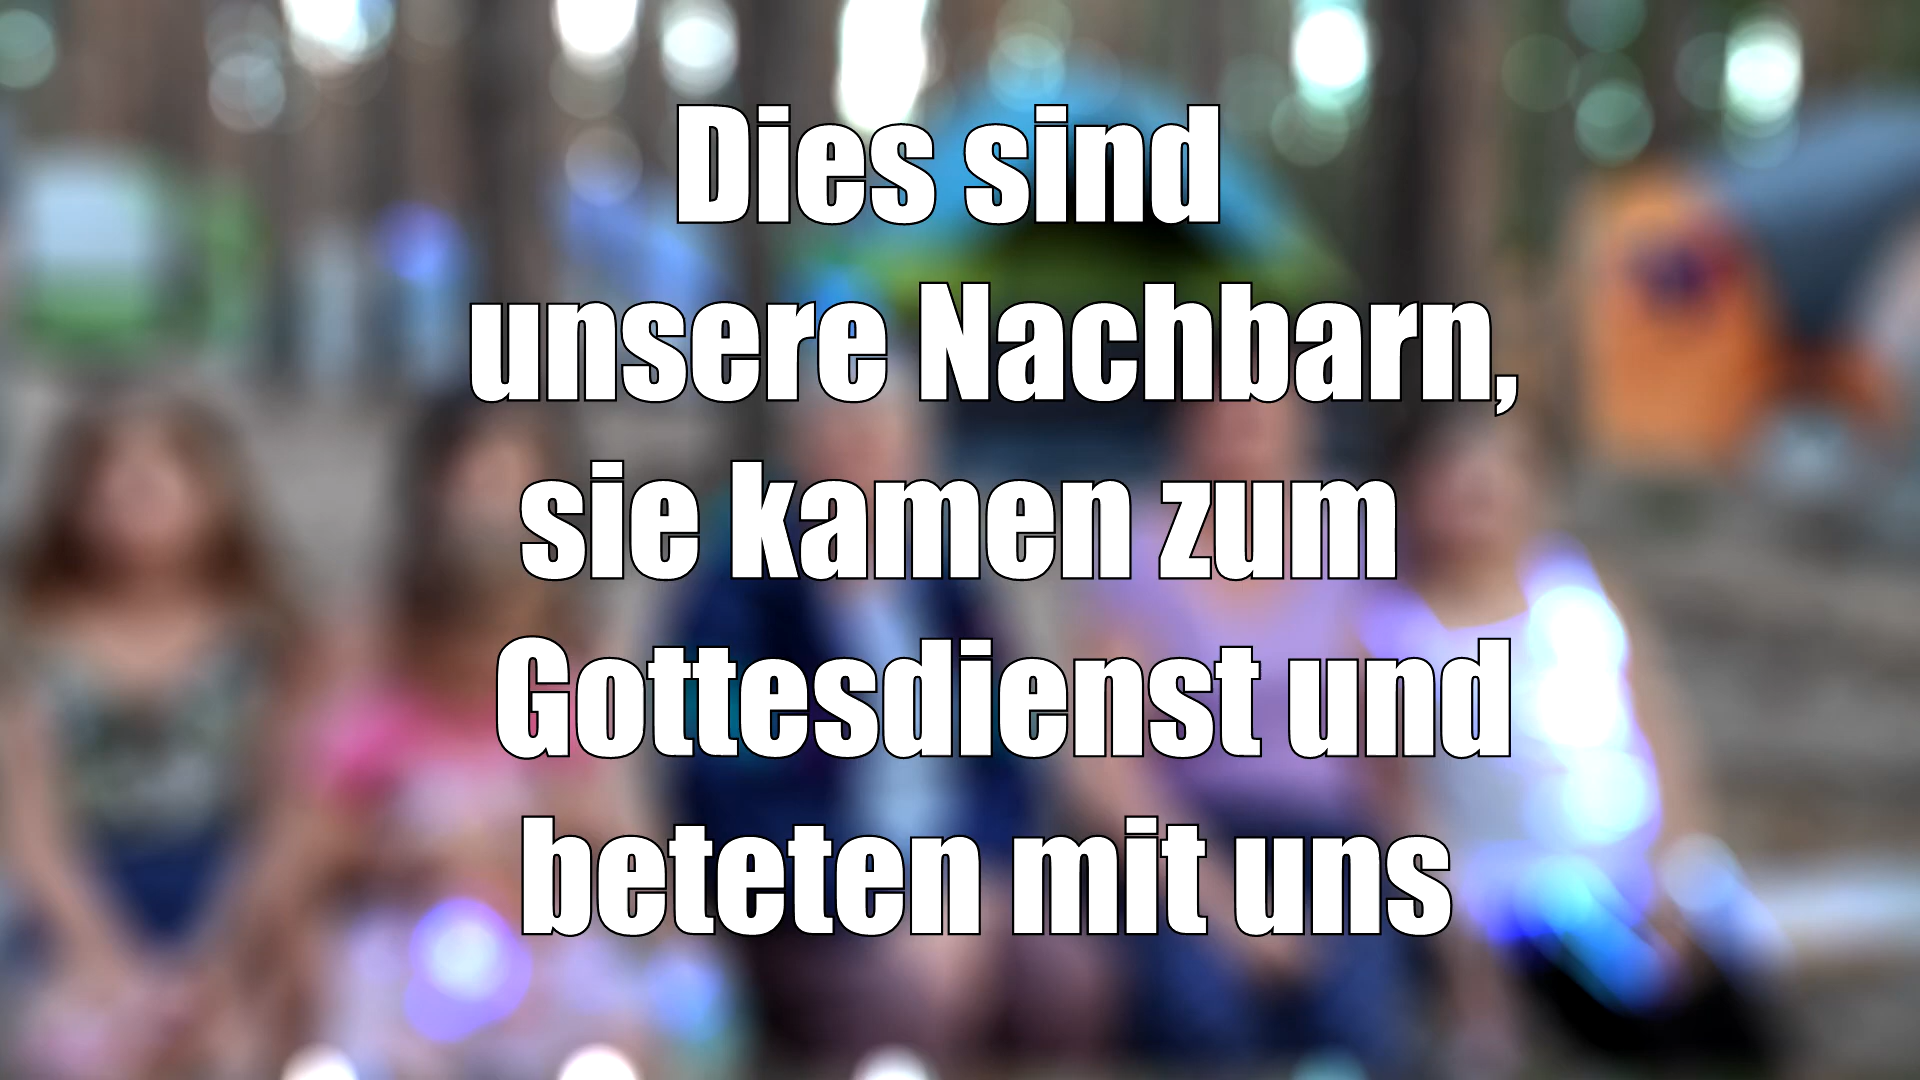 Dies sind
unsere Nachbarn,
sie kamen zum
Gottesdienst und
beteten mit uns